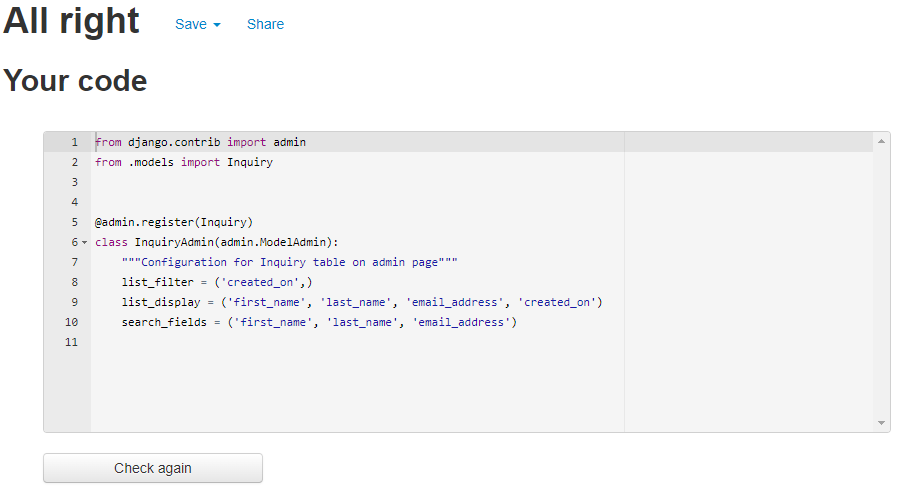 All right
Save Share
Your code
1 from django.contrib import admin
2 from .models import Inquiry
3
4
5 @admin.register(Inquiry)
6 class InquiryAdmin(admin.ModelAdmin):
7 """Configuration for Inquiry table on admin page"""
8 list_filter = ('created_on',)
9 list_display = ('first_name', 'last_name', 'email_address', 'created_on')
10 search_fields = ('first_name', 'last_name', 'email_address')
11
Check again